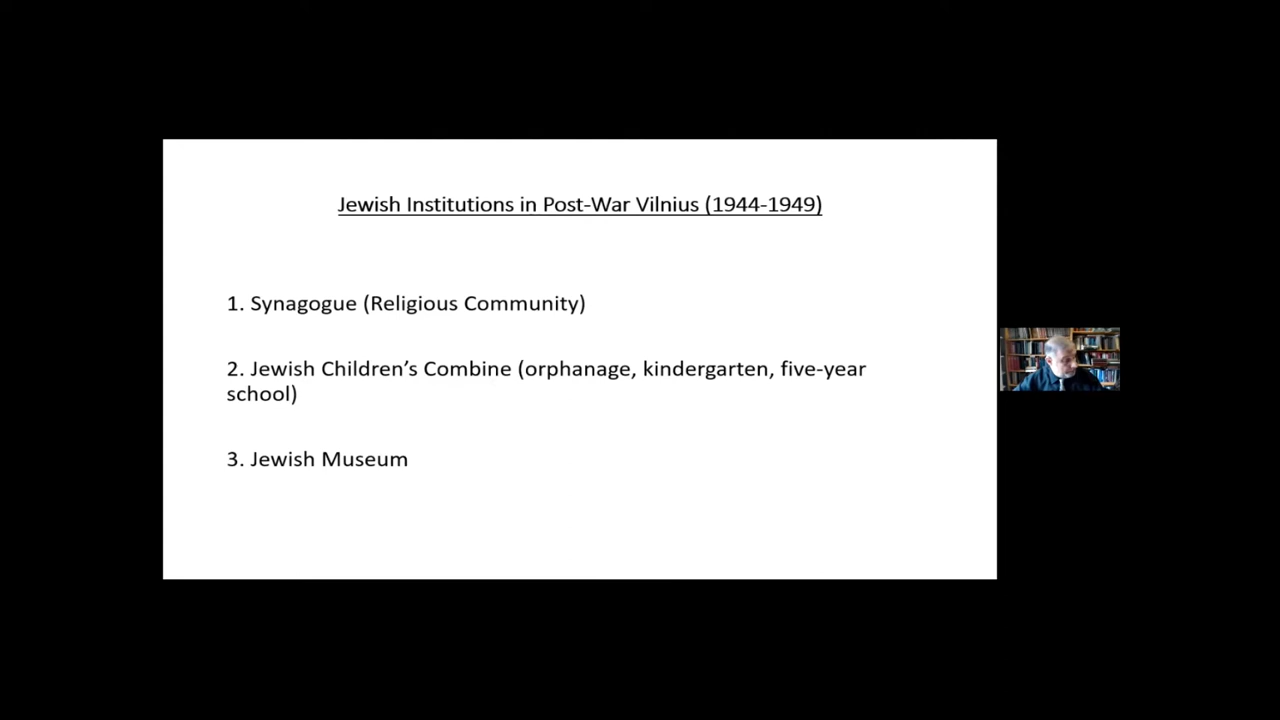 Jewish Institutions in Post-War Vilnius (1944-1949)
1. Synagogue (Religious Community)
2. Jewish Children’s Combine (orphanage, kindergarten, five-year
school)
3. Jewish Museum